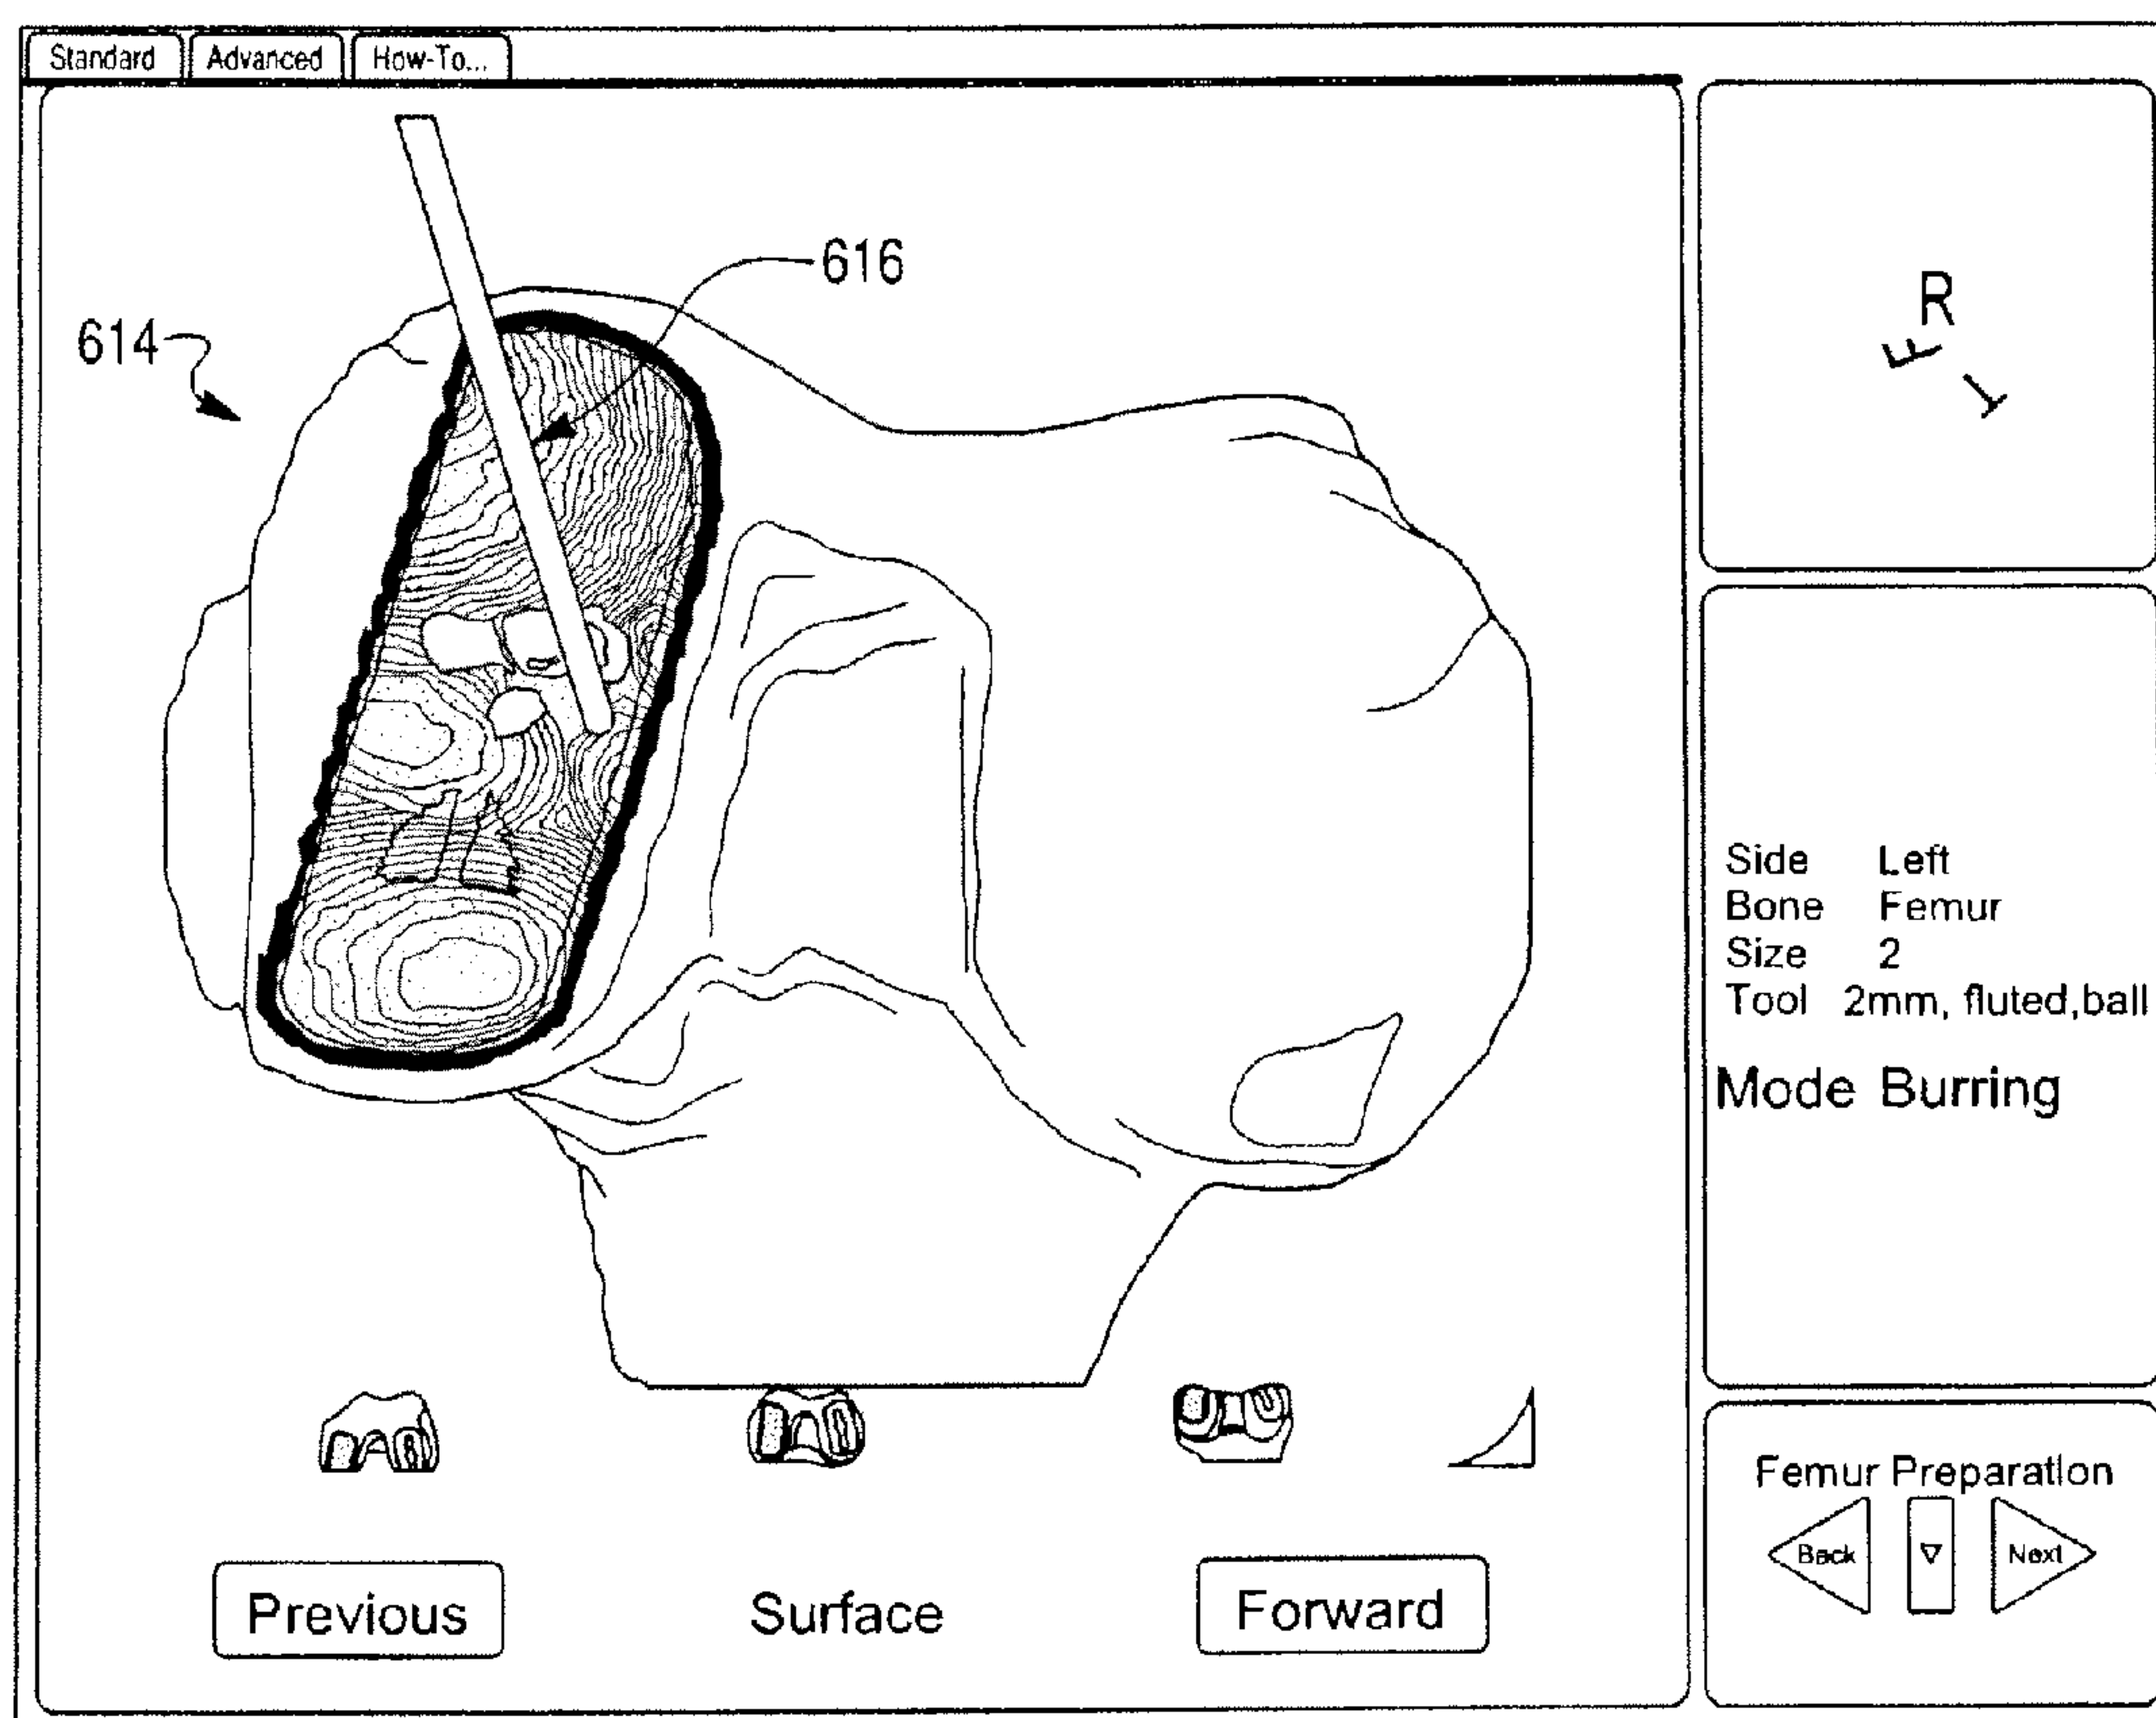 Standard Advanced How-To...
616
614
R
F
T
Side Left
Bone Femur
Size 2
Tool 2mm, fluted,ball
Mode Burring
Femur Preparation
Back Next
Previous Surface Forward